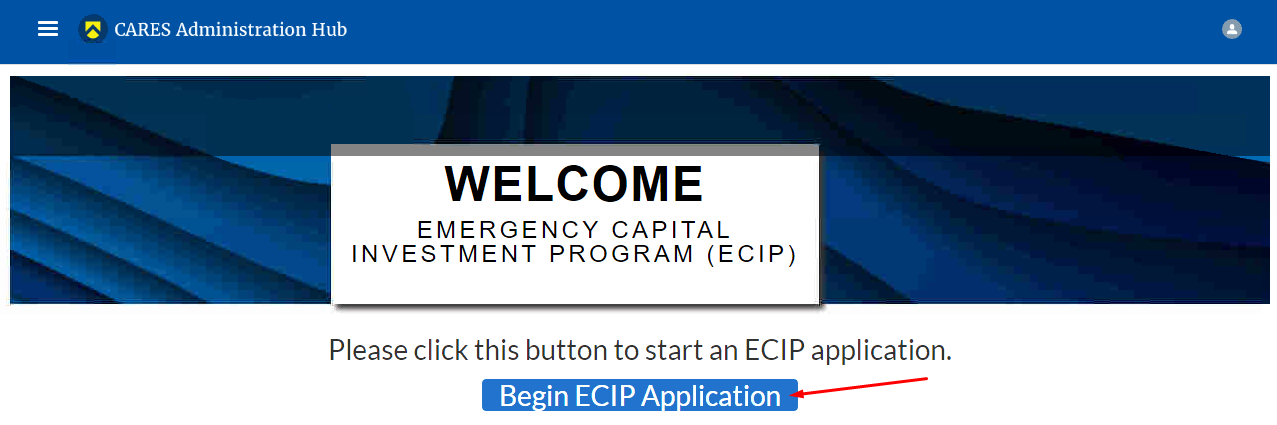 CARES Administration Hub
WELCOME
EMERGENCY CAPITAL
INVESTMENT PROGRAM (ECIP)
Please click this button to start an ECIP application.
Begin ECIP Application